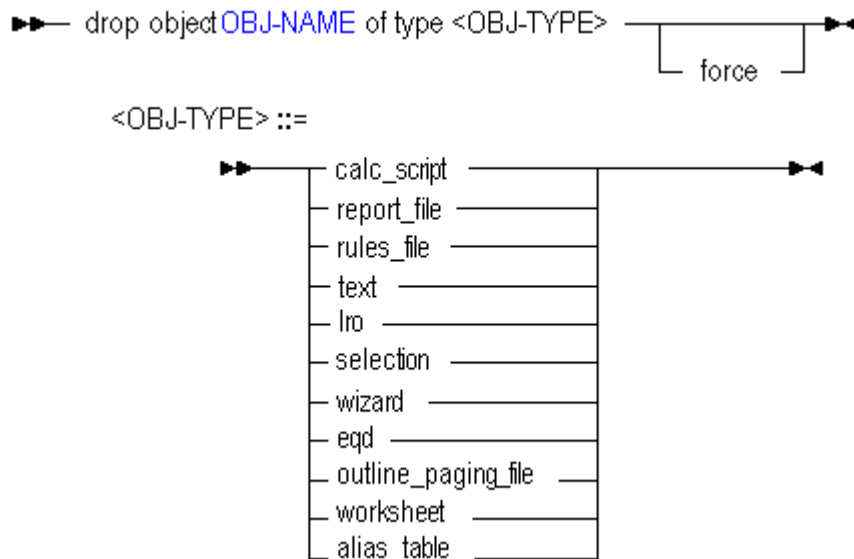 drop object OBJ-NAME of type <OBJ-TYPE>
force
<OBJ-TYPE> ::=
calc_script
report_file
rules_file
text
lro
selection
wizard
eqd
outline_paging_file
worksheet
alias_table